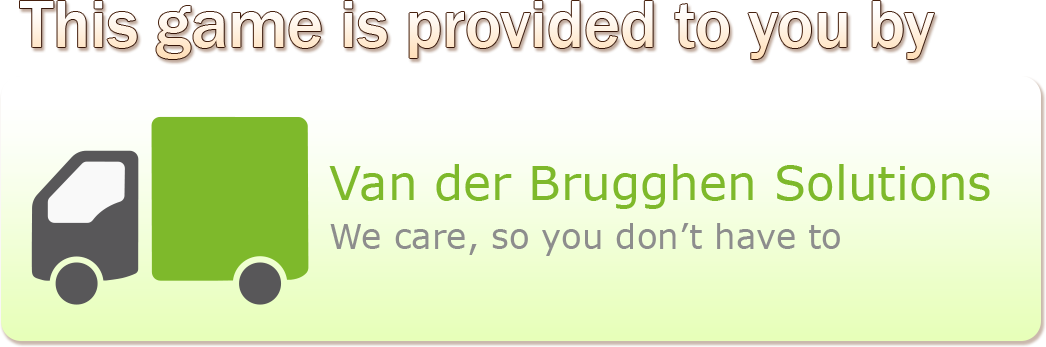 This game is provided to you by
Van der Brugghen Solutions
We care, so you don’t have to